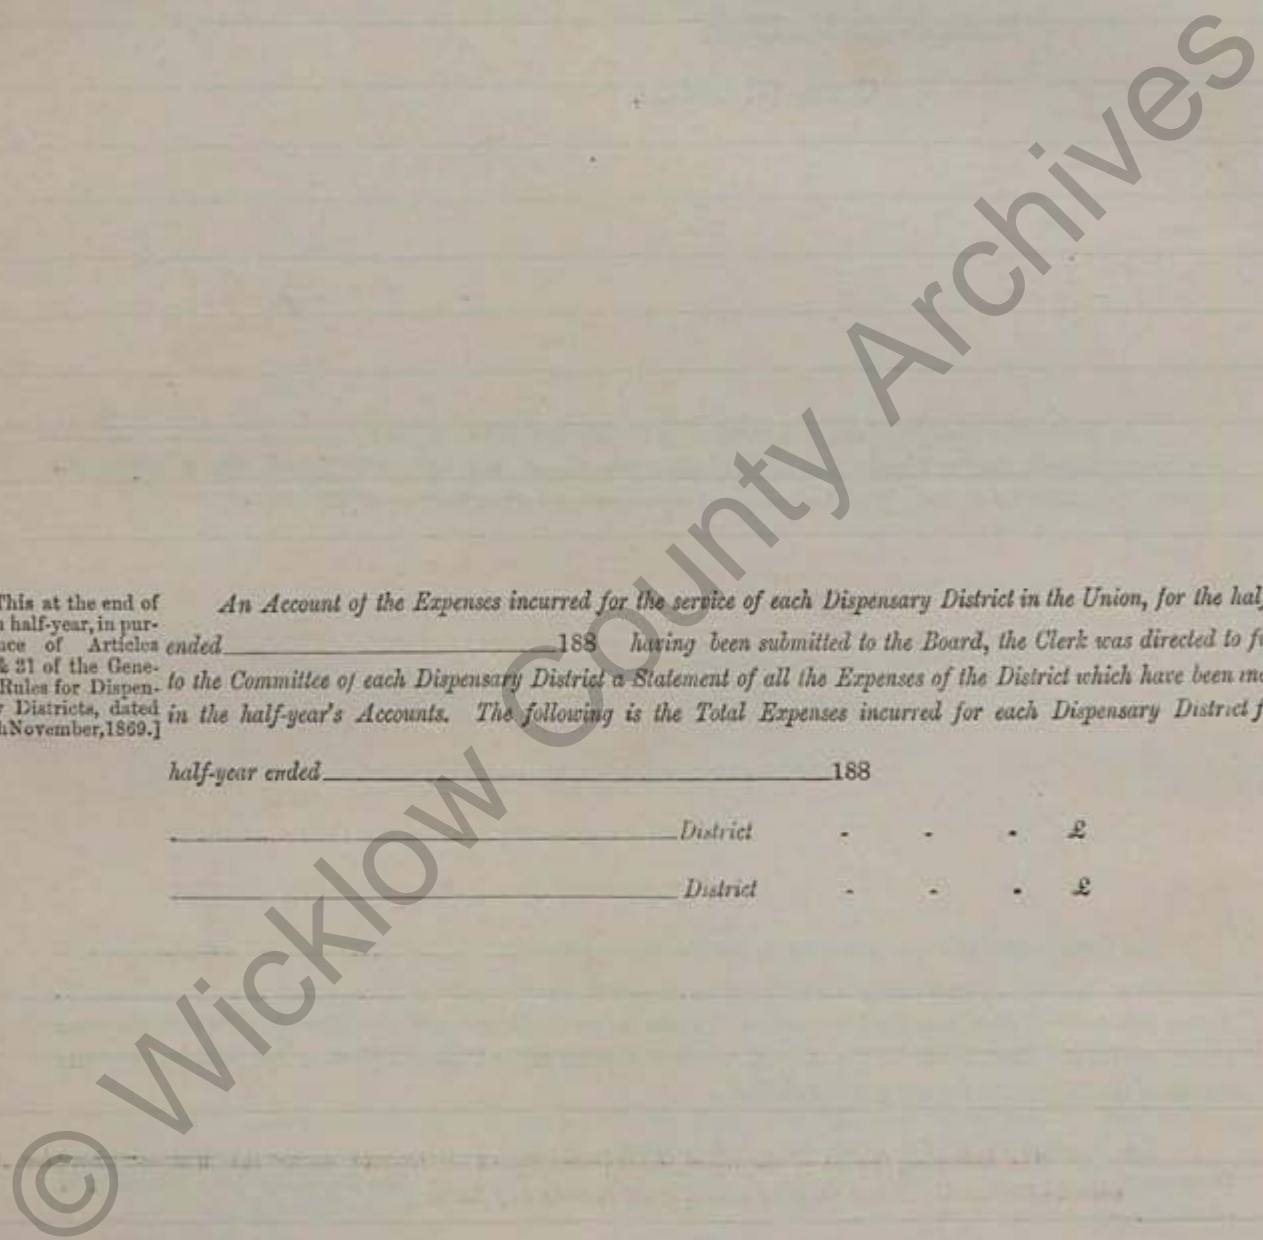 This at the end of
half-year, in pur-
ce of Articles
& 21 of the Gene-
Rules for Dispen-
Districts, dated
November, 1869.]
An Account of the Expenses incurred for the service of each Dispensary District in the Union, for the half
ended 188 having been submitted to the Board, the Clerk was directed to f
to the Committee of each Dispensary District a Statement of all the Expenses of the District which have been
in the half-year's Accounts. The following is the Total Expenses incurred for each Dispensary District f
half-year ended 188
District - - - £
District - - - £
© Wicklow County Archives